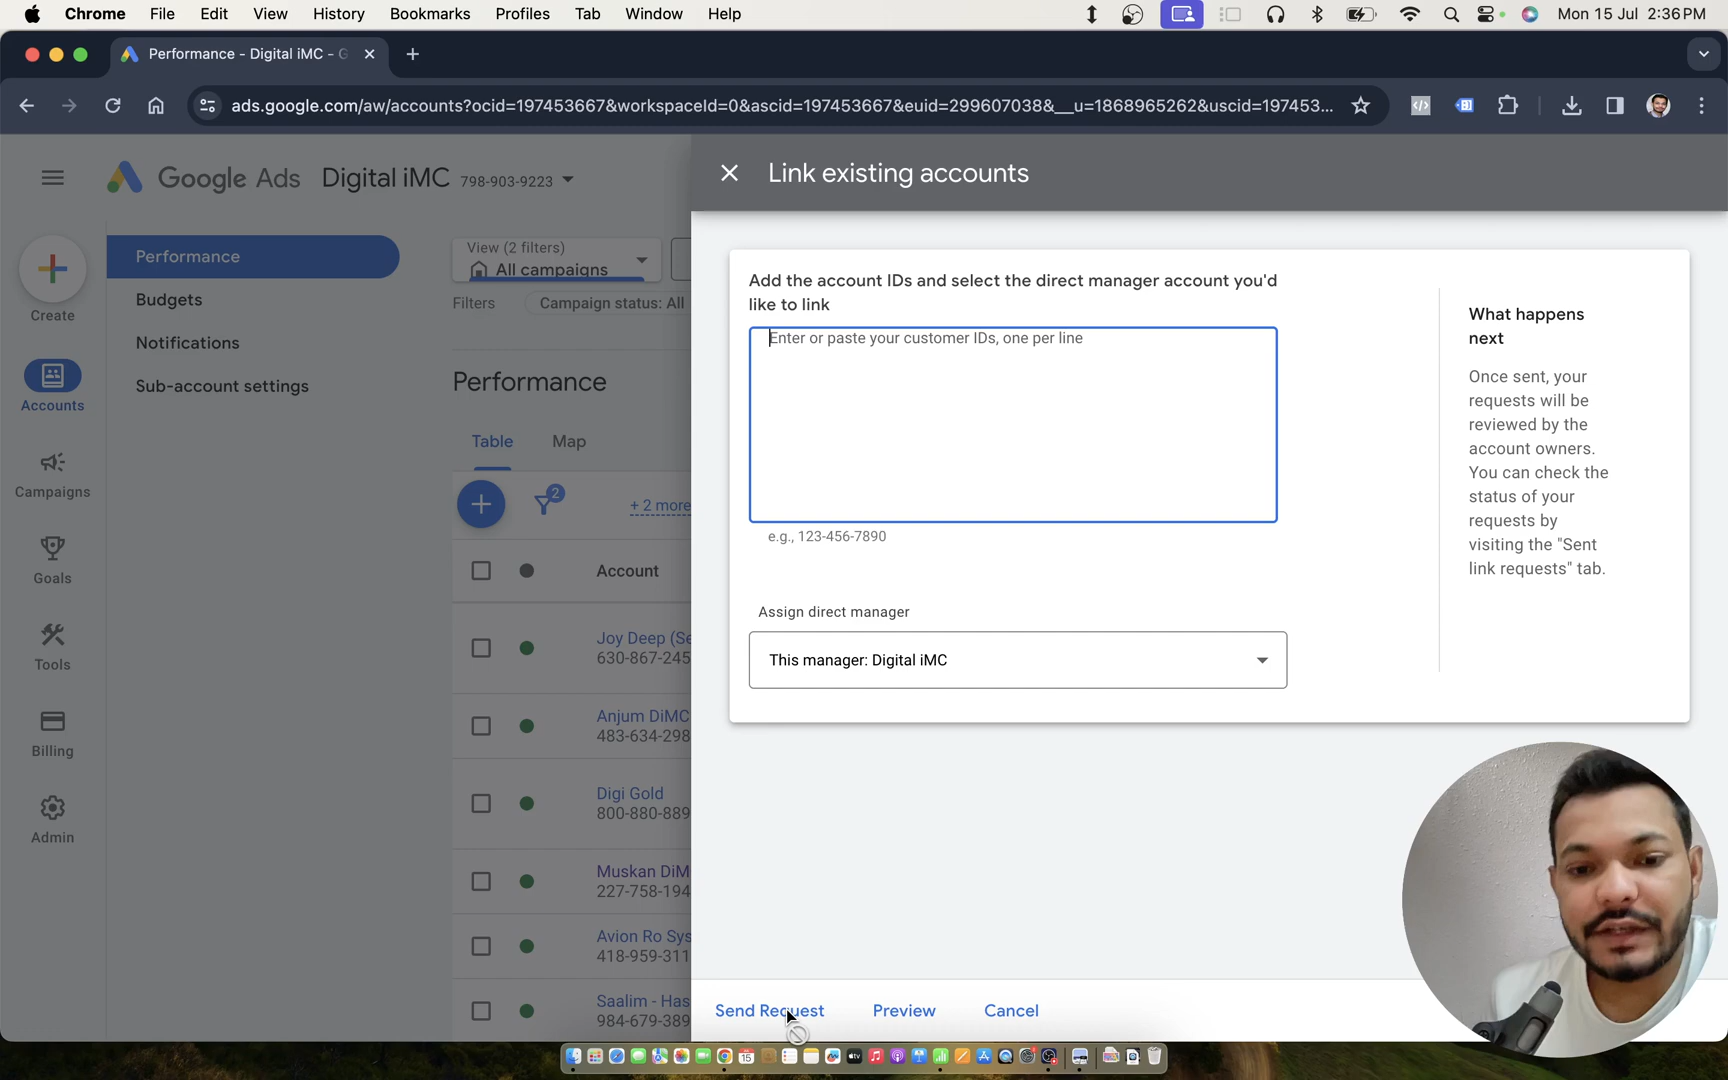 Chrome File Edit View History Bookmarks Profiles Tab Window Help
Mon 15 Jul 2:36 PM
Performance - Digital iMC - G
ads.google.com/aw/accounts?ocid=197453667&workspaceId=0&ascid=197453667&euid=299607038&__u=1868965262&uscid=197453...
Google Ads Digital iMC 798-903-9223
Link existing accounts
Create
Accounts
Campaigns
Goals
Tools
Billing
Admin
Performance
Budgets
Notifications
Sub-account settings
View (2 filters)
All campaigns
Filters Campaign status: All
Performance
Table Map
2
+ 2 more
Account
Joy Deep (Se
630-867-245
Anjum DiMC
483-634-298
Digi Gold
800-880-889
Muskan DiM
227-758-194
Avion Ro Sys
418-959-311
Saalim - Has
984-679-389
Add the account IDs and select the direct manager account you'd
like to link
Enter or paste your customer IDs, one per line
e.g., 123-456-7890
Assign direct manager
This manager: Digital iMC
What happens
next
Once sent, your
requests will be
reviewed by the
account owners.
You can check the
status of your
requests by
visiting the "Sent
link requests" tab.
Send Request Preview Cancel
15